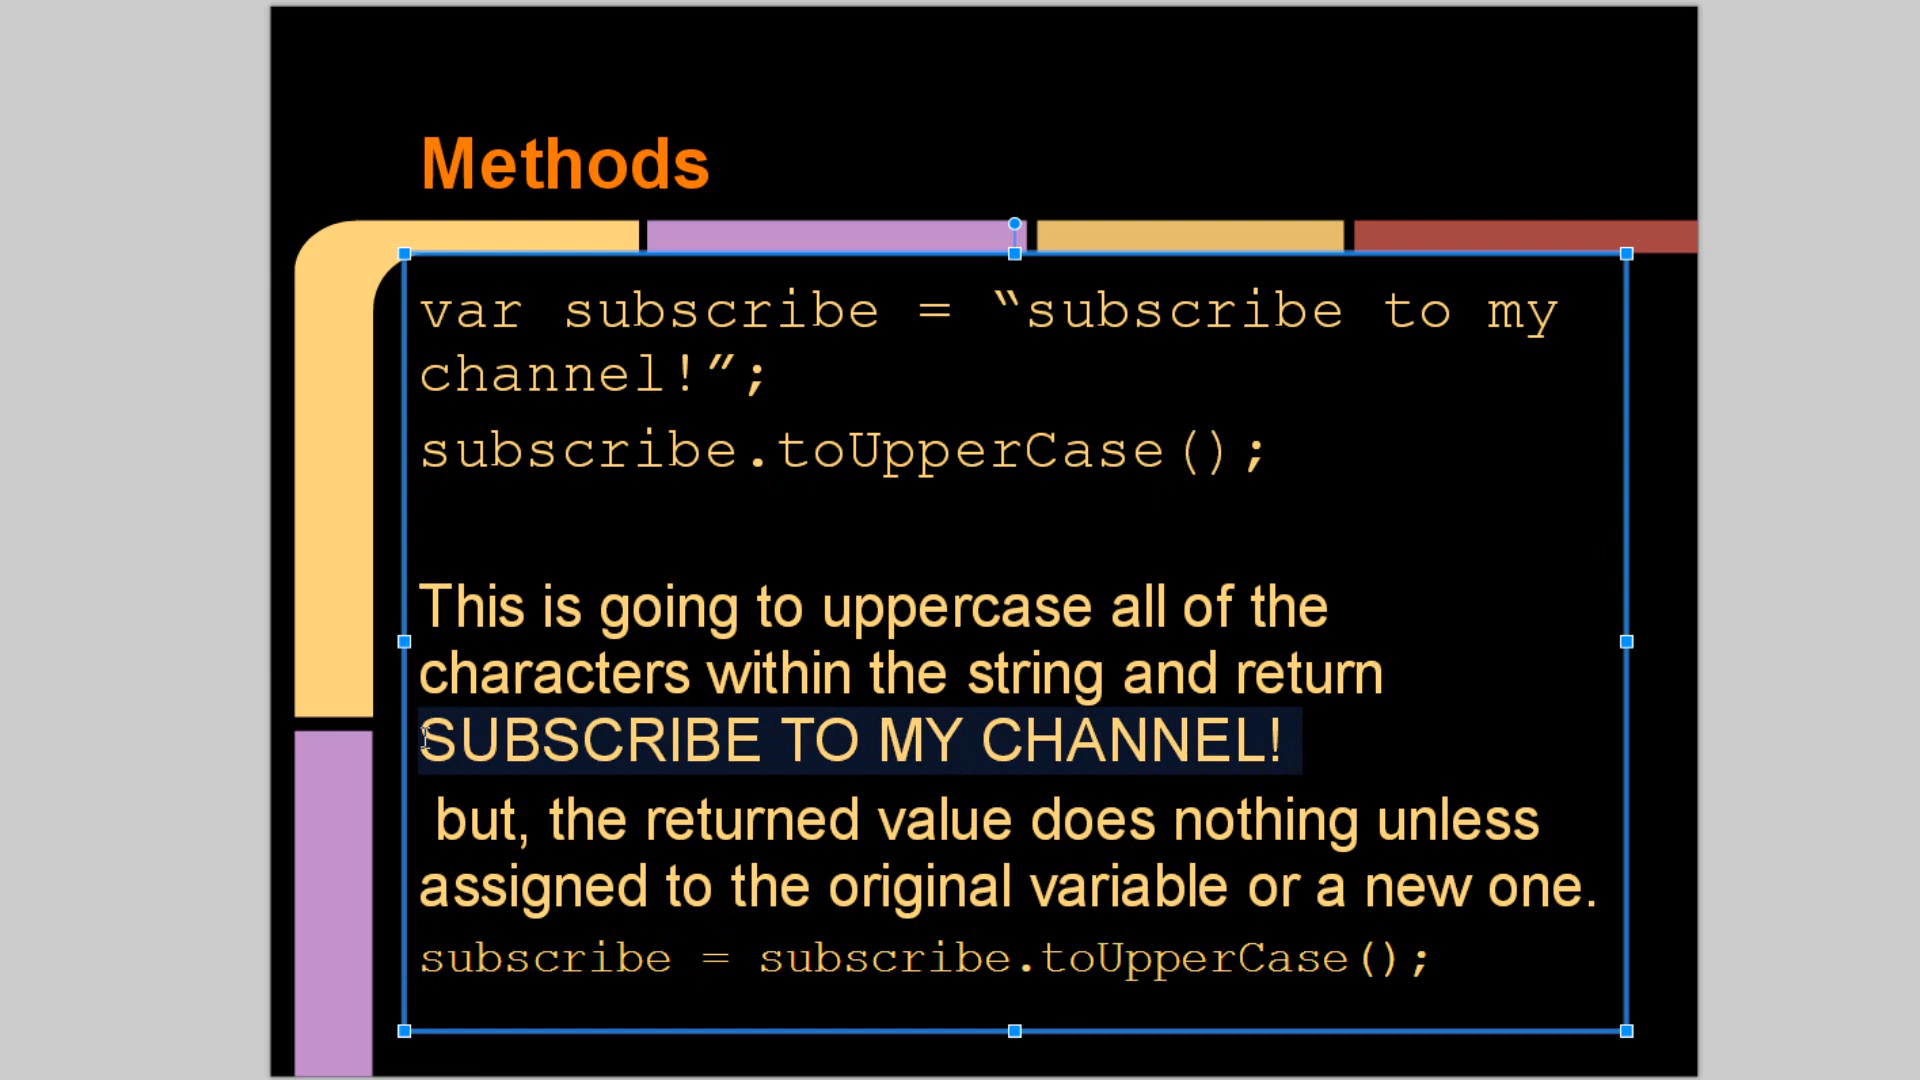 Methods
var subscribe = “subscribe to my
channel!”;
subscribe.toUpperCase();
This is going to uppercase all of the
characters within the string and return
SUBSCRIBE TO MY CHANNEL!
but, the returned value does nothing unless
assigned to the original variable or a new one.
subscribe = subscribe.toUpperCase();